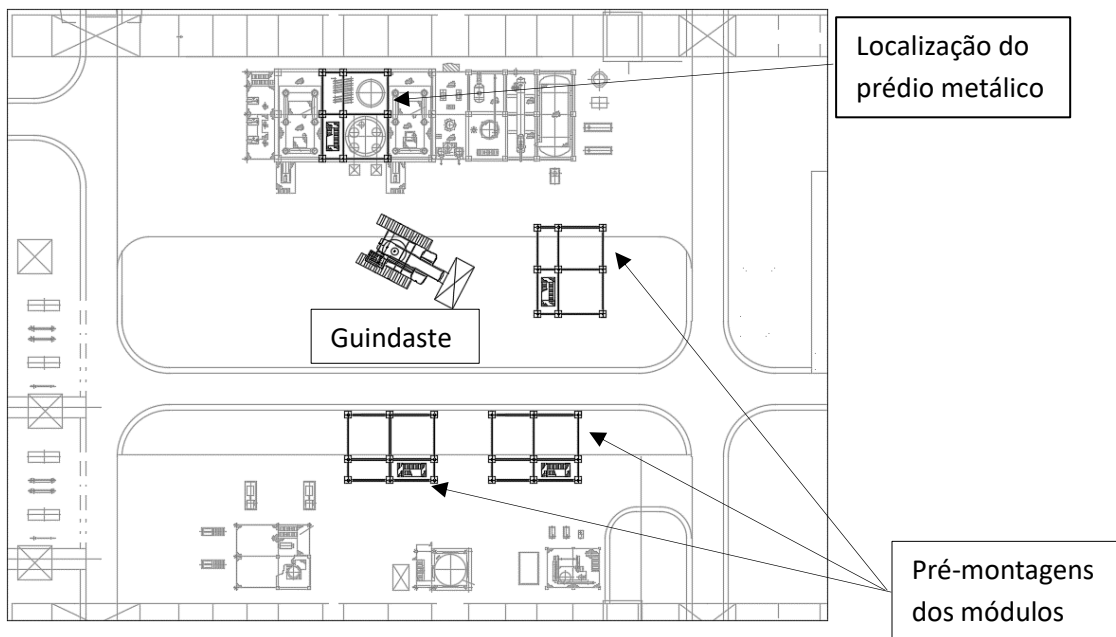 Localização do
prédio metálico
Guindaste
Pré-montagens
dos módulos